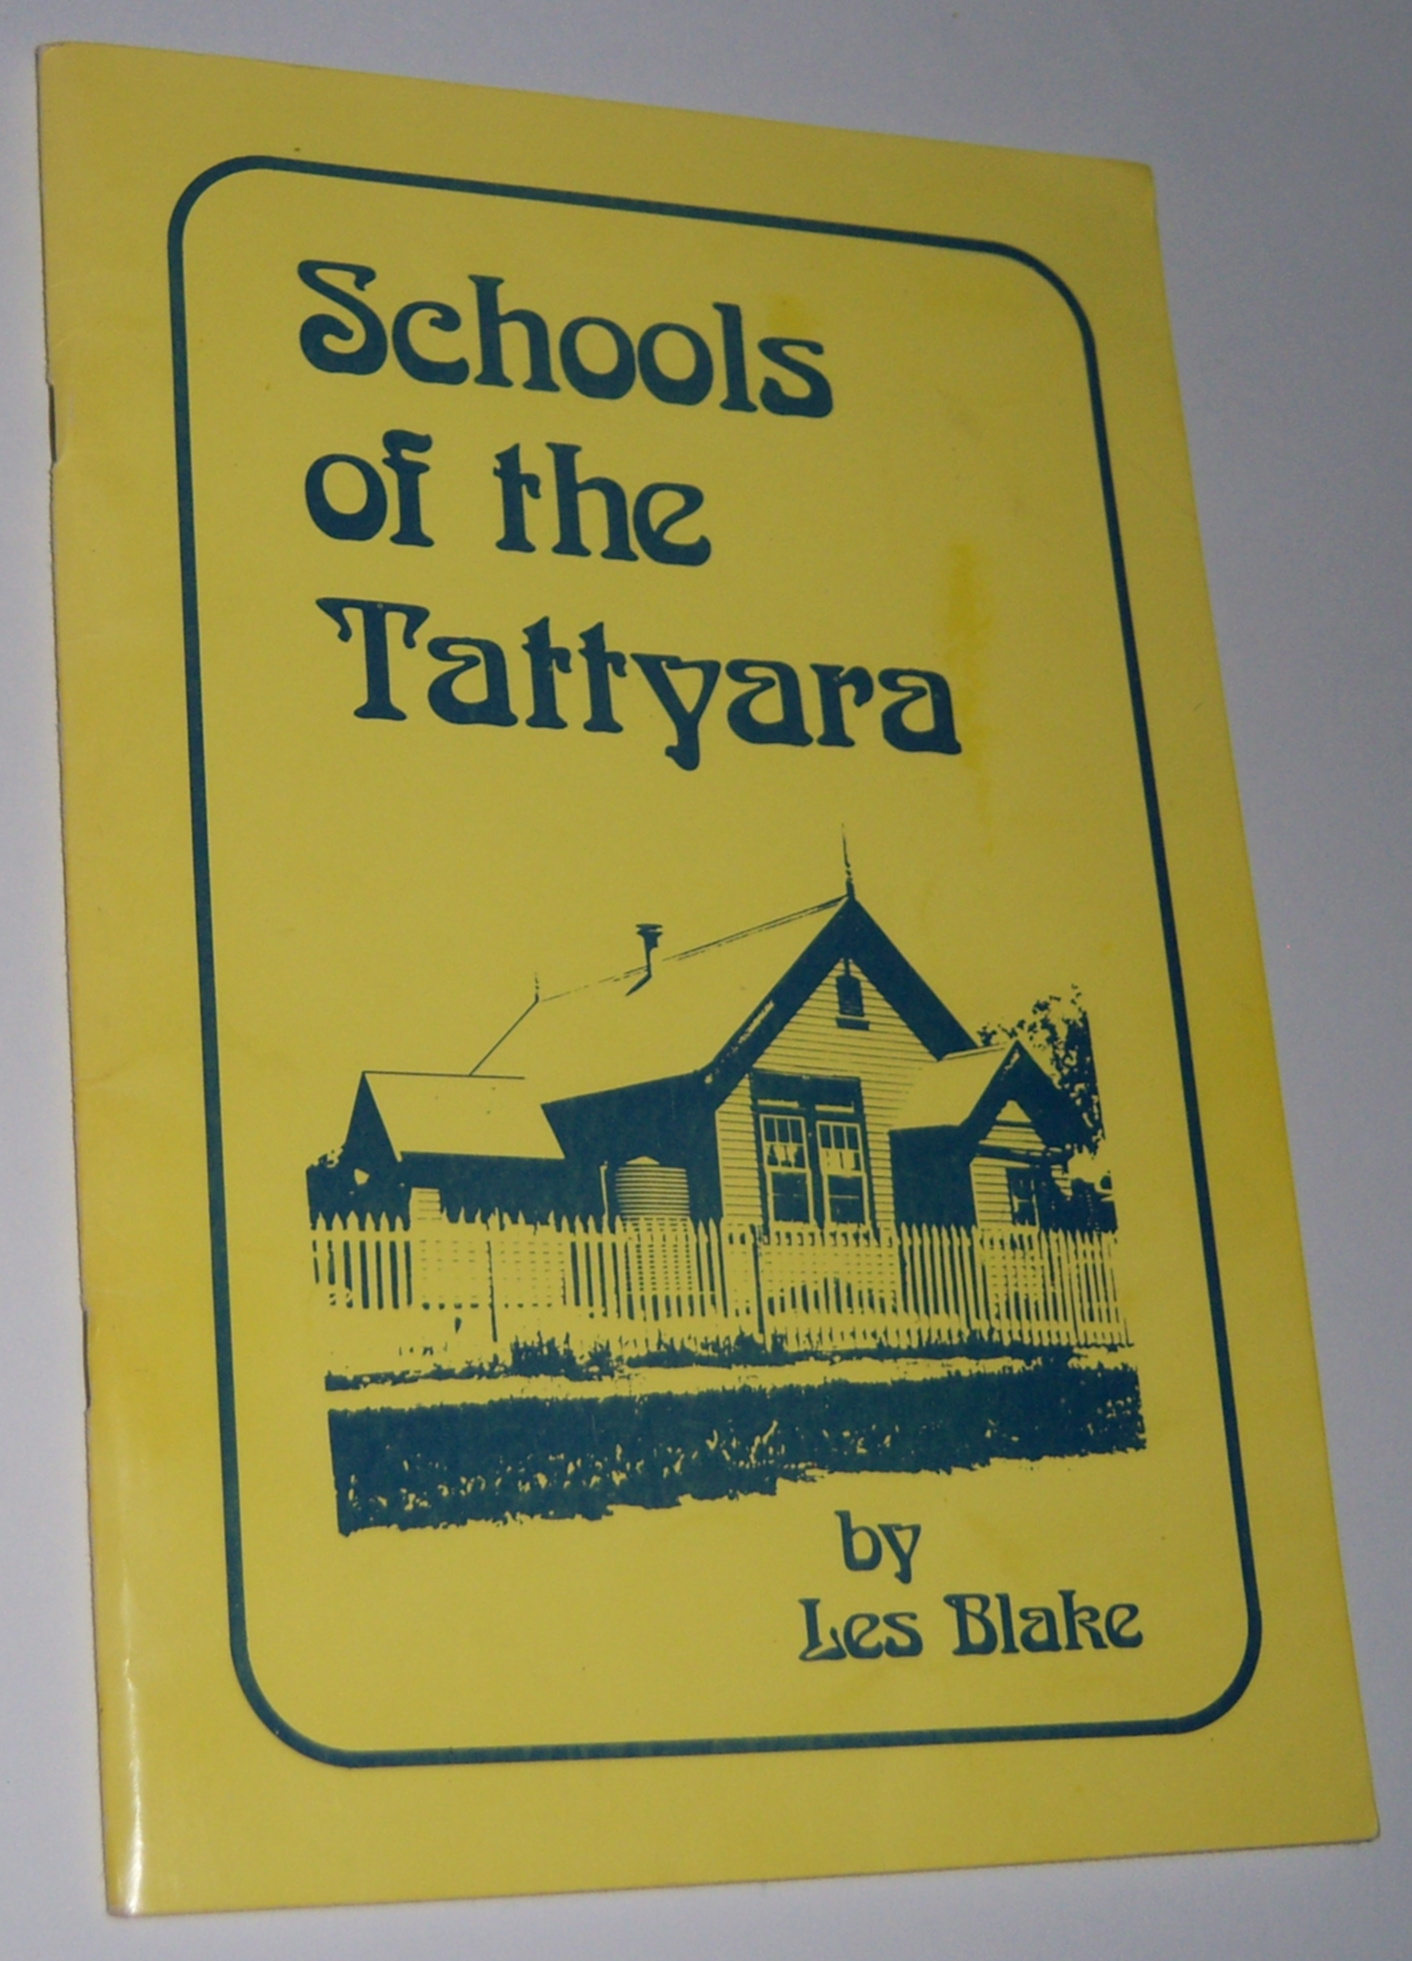 Schools
of the
Tattyara
by
Les Blake